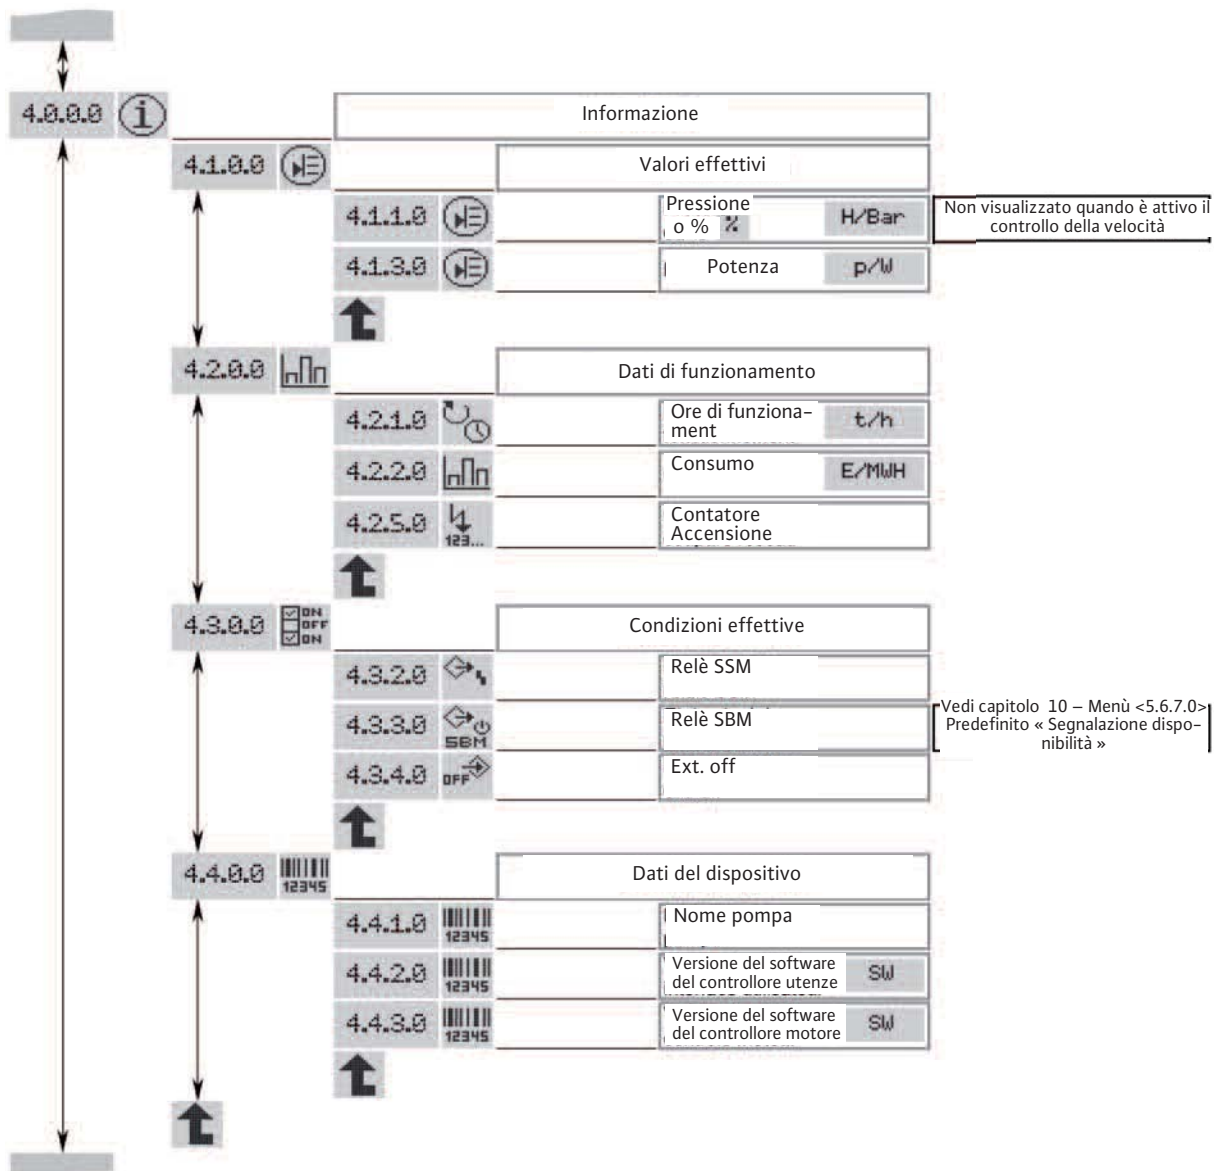 4.0.0.0 Informazione
4.1.0.0 Valori effettivi
4.1.1.0 Pressione
o % % H/Bar
Non visualizzato quando è attivo il
controllo della velocità
4.1.3.0 Potenza p/W
4.2.0.0 Dati di funzionamento
4.2.1.0 Ore di funziona-
ment t/h
4.2.2.0 Consumo E/MWH
4.2.5.0 123... Contatore
Accensione
4.3.0.0 ON
OFF
ON
Condizioni effettive
4.3.2.0 Relè SSM
4.3.3.0 SBM Relè SBM
Vedi capitolo 10 – Menù <5.6.7.0>
Predefinito « Segnalazione dispo-
nibilità »
4.3.4.0 OFF Ext. off
4.4.0.0 12345 Dati del dispositivo
4.4.1.0 12345 Nome pompa
4.4.2.0 12345 Versione del software
del controllore utenze SW
4.4.3.0 12345 Versione del software
del controllore motore SW